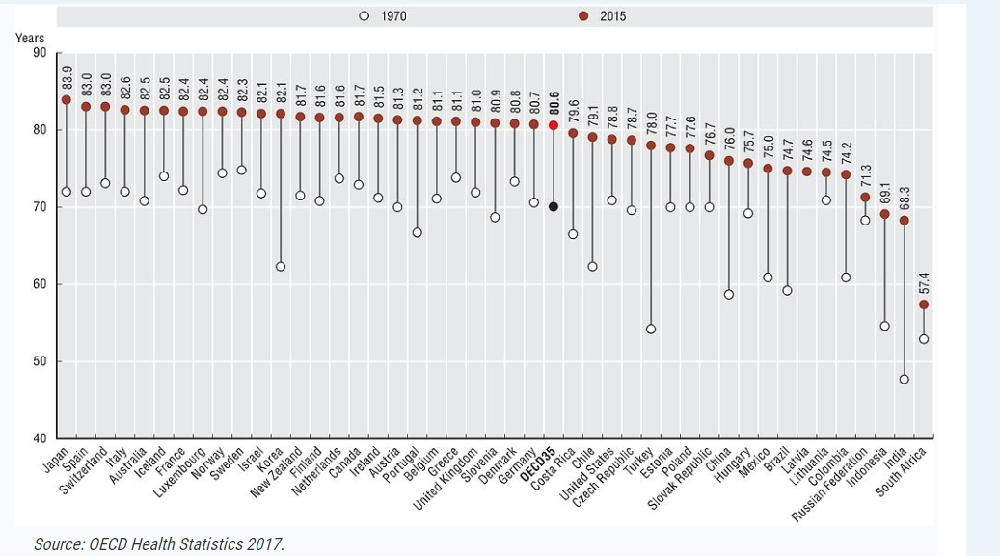 1970 2015
Years
90
80
70
60
50
40
83.9 83.0 83.0 82.6 82.5 82.5 82.4 82.4 82.4 82.3 82.1 82.1 81.7 81.6 81.6 81.7 81.5 81.3 81.2 81.1 81.1 81.0 80.9 80.8 80.7 80.6 79.6 79.1 78.8 78.7 78.0 77.7 77.6 76.7 76.0 75.7 75.0 74.7 74.6 74.5 74.2 71.3 69.1 68.3 57.4
Japan
Spain
Switzerland
Italy
Australia
Iceland
France
Luxembourg
Norway
Sweden
Israel
Korea
New Zealand
Finland
Netherlands
Canada
Ireland
Austria
Portugal
Belgium
Greece
United Kingdom
Slovenia
Denmark
Germany
OECD35
Costa Rica
Chile
United States
Czech Republic
Turkey
Estonia
Poland
Slovak Republic
China
Hungary
Mexico
Brazil
Latvia
Lithuania
Colombia
Russian Federation
Indonesia
India
South Africa
Source: OECD Health Statistics 2017.